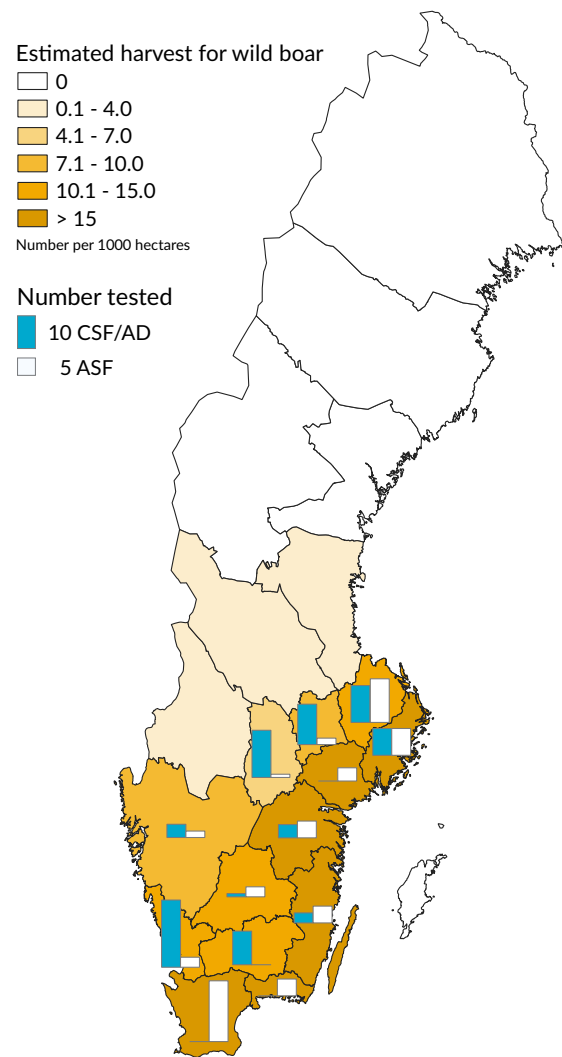 Estimated harvest for wild boar
0
0.1 - 4.0
4.1 - 7.0
7.1 - 10.0
10.1 - 15.0
> 15
Number per 1000 hectares
Number tested
10 CSF/AD
5 ASF